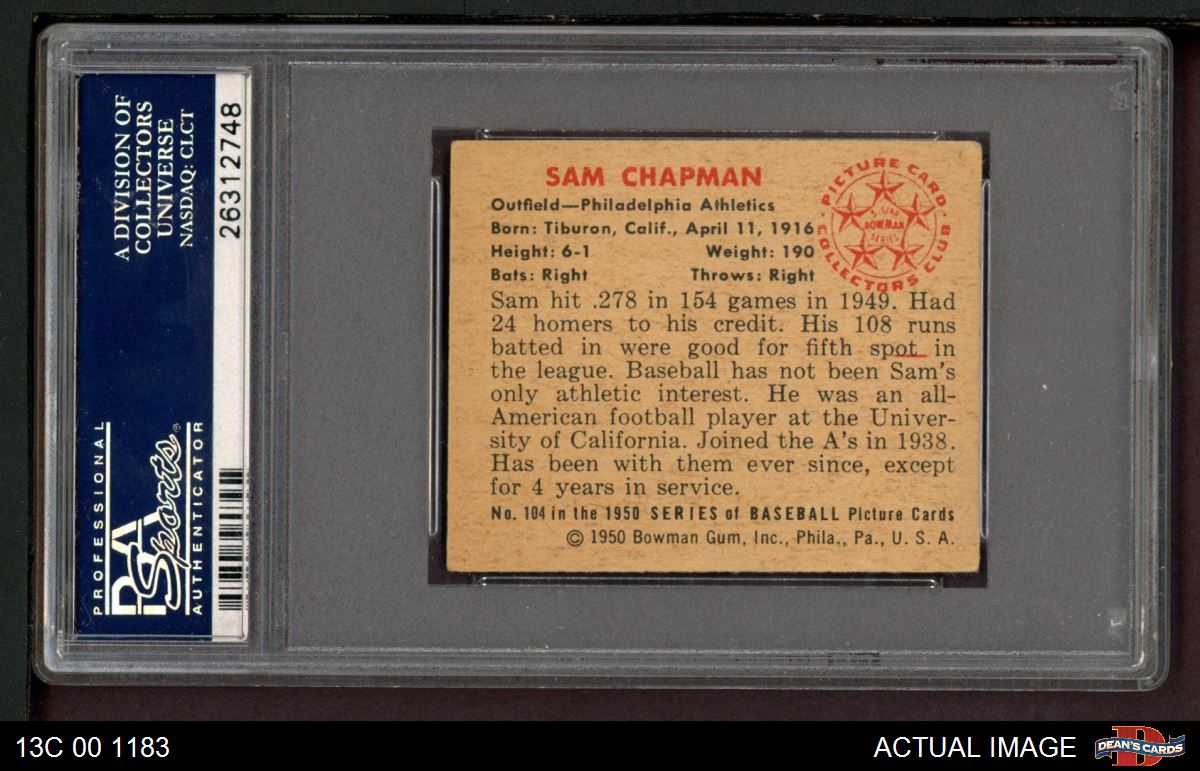 A DIVISION OF
COLLECTORS
UNIVERSE
NASDAQ: CLCT
26312748
PROFESSIONAL
PSA
Sports®
AUTHENTICATOR
SAM CHAPMAN
Outfield—Philadelphia Athletics
Born: Tiburon, Calif., April 11, 1916
Height: 6-1 Weight: 190
Bats: Right Throws: Right
PICTURE CARD
COLLECTORS CLUB
5-STAR
BOWMAN
SERIES
Sam hit .278 in 154 games in 1949. Had
24 homers to his credit. His 108 runs
batted in were good for fifth spot in
the league. Baseball has not been Sam's
only athletic interest. He was an all-
American football player at the Univer-
sity of California. Joined the A's in 1938.
Has been with them ever since, except
for 4 years in service.
No. 104 in the 1950 SERIES of BASEBALL Picture Cards
© 1950 Bowman Gum, Inc., Phila., Pa., U. S. A.
13C 00 1183
ACTUAL IMAGE
DEAN'S CARDS